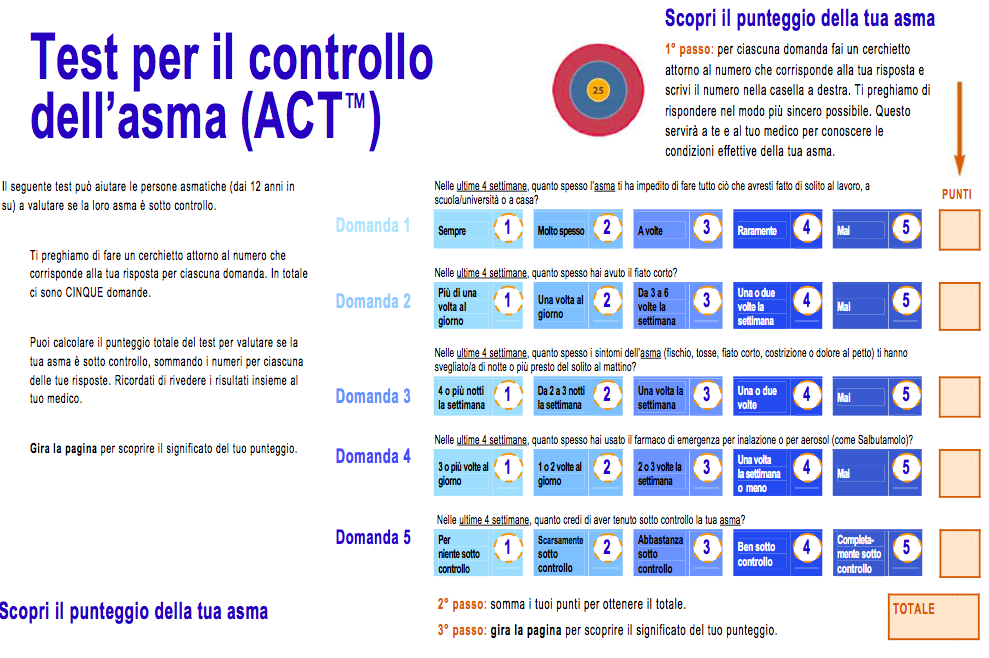 Test per il controllo
dell'asma (ACT™)
25
Scopri il punteggio della tua asma
1° passo: per ciascuna domanda fai un cerchietto
attorno al numero che corrisponde alla tua risposta e
scrivi il numero nella casella a destra. Ti preghiamo di
rispondere nel modo più sincero possibile. Questo
servirà a te e al tuo medico per conoscere le
condizioni effettive della tua asma.
PUNTI
Il seguente test può aiutare le persone asmatiche (dai 12 anni in
su) a valutare se la loro asma è sotto controllo.
Ti preghiamo di fare un cerchietto attorno al numero che
corrisponde alla tua risposta per ciascuna domanda. In totale
ci sono CINQUE domande.
Puoi calcolare il punteggio totale del test per valutare se la
tua asma è sotto controllo, sommando i numeri per ciascuna
delle tue risposte. Ricordati di rivedere i risultati insieme al
tuo medico.
Gira la pagina per scoprire il significato del tuo punteggio.
Nelle ultime 4 settimane, quanto spesso l'asma ti ha impedito di fare tutto ciò che avresti fatto di solito al lavoro, a
scuola/università o a casa?
Domanda 1
Sempre 1
Molto spesso 2
A volte 3
Raramente 4
Mai 5
Nelle ultime 4 settimane, quanto spesso hai avuto il fiato corto?
Domanda 2
Più di una
volta al
giorno
1
Una volta al
giorno
2
Da 3 a 6
volte la
settimana
3
Una o due
volte la
settimana
4
Mai 5
Nelle ultime 4 settimane, quanto spesso i sintomi dell'asma (fischio, tosse, fiato corto, costrizione o dolore al petto) ti hanno
svegliato/a di notte o più presto del solito al mattino?
Domanda 3
4 o più notti
la settimana
1
Da 2 a 3 notti
la settimana
2
Una volta la
settimana
3
Una o due
volte
4
Mai 5
Nelle ultime 4 settimane, quanto spesso hai usato il farmaco di emergenza per inalazione o per aerosol (come Salbutamolo)?
Domanda 4
3 o più volte al
giorno
1
1 o 2 volte al
giorno
2
2 o 3 volte la
settimana
3
Una volta
la settimana
o meno
4
Mai 5
Nelle ultime 4 settimane, quanto credi di aver tenuto sotto controllo la tua asma?
Domanda 5
Per
niente sotto
controllo
1
Scarsamente
sotto
controllo
2
Abbastanza
sotto
controllo
3
Ben sotto
controllo
4
Completa-
mente sotto
controllo
5
Scopri il punteggio della tua asma
2° passo: somma i tuoi punti per ottenere il totale.
3° passo: gira la pagina per scoprire il significato del tuo punteggio.
TOTALE